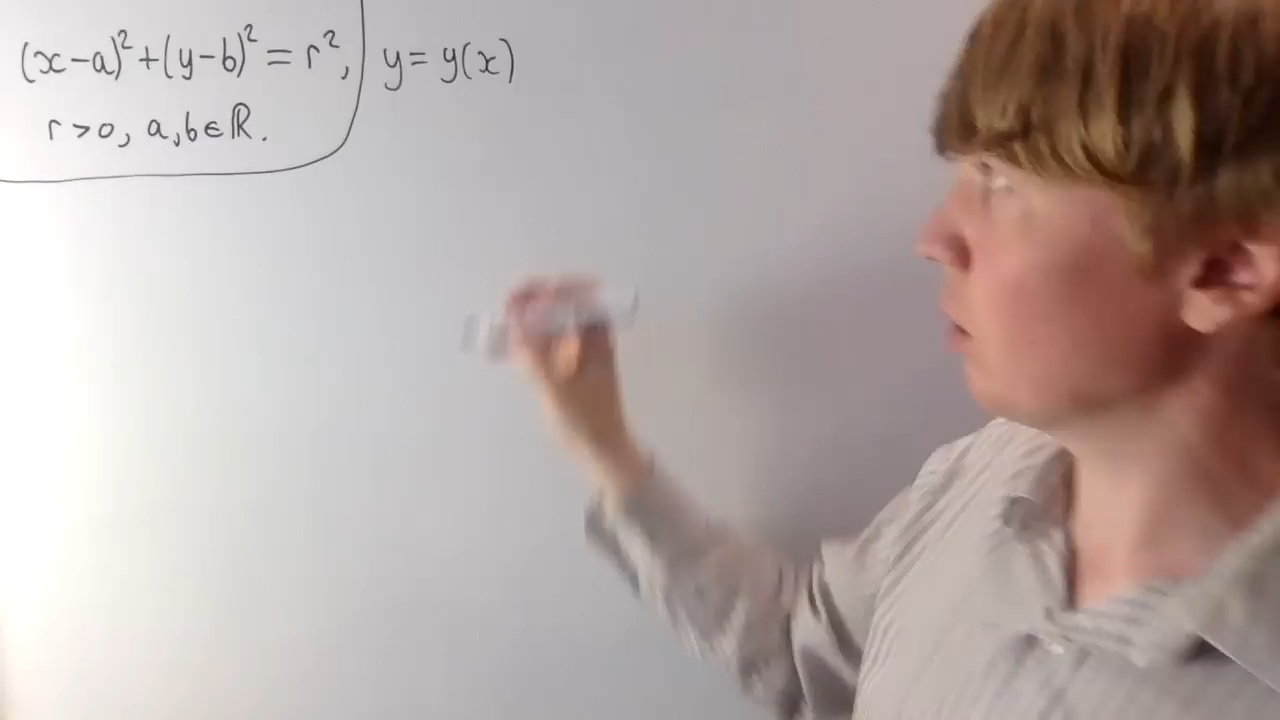 (x-a)²+(y-b)²=r², y=y(x)
r>0, a,b∈ℝ.